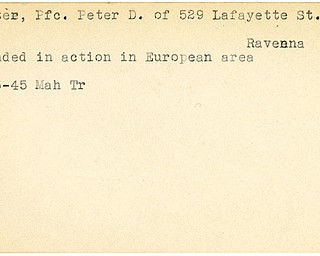 Pfc. Peter D. of 529 Lafayette St.
Ravenna
in action in European area
-45 Mah Tr